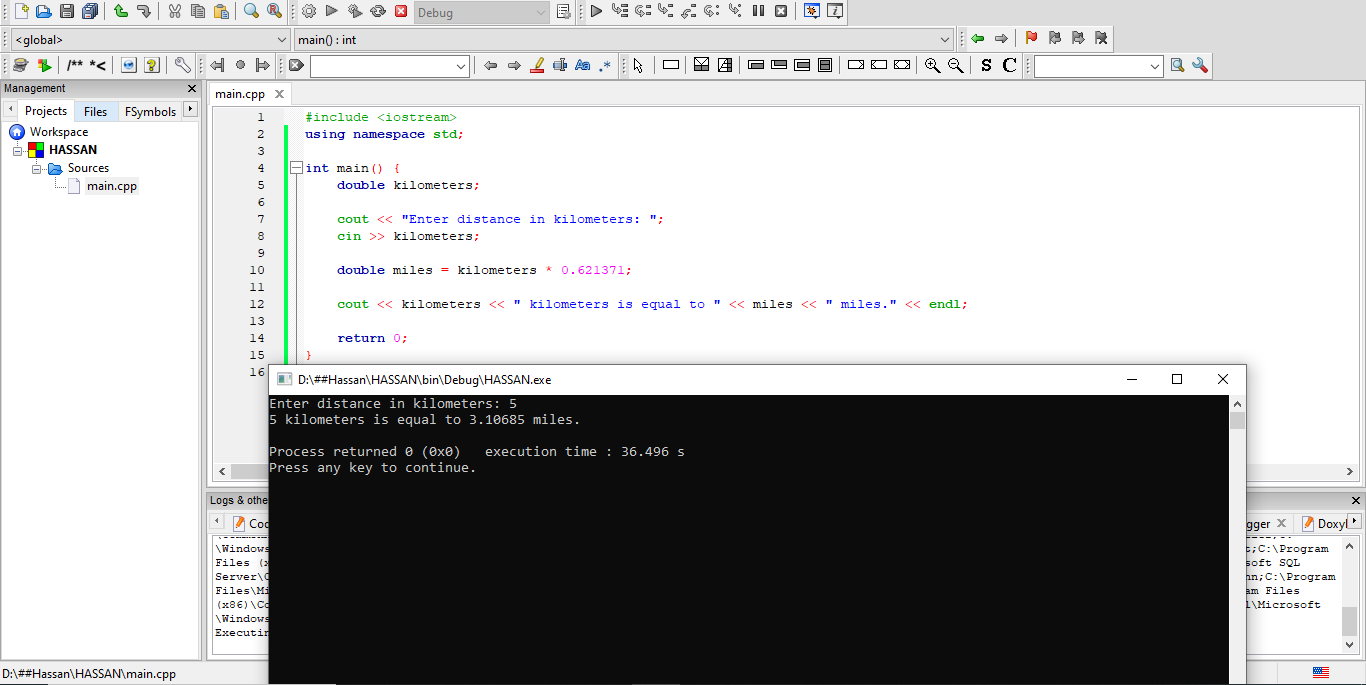 Debug
<global>
main() : int
/** *<
S C
Management
Projects Files FSymbols
Workspace
HASSAN
Sources
main.cpp
main.cpp
1 #include <iostream>
2 using namespace std;
3
4 int main() {
5 double kilometers;
6
7 cout << "Enter distance in kilometers: ";
8 cin >> kilometers;
9
10 double miles = kilometers * 0.621371;
11
12 cout << kilometers << " kilometers is equal to " << miles << " miles." << endl;
13
14 return 0;
15 }
16
D:\##Hassan\HASSAN\bin\Debug\HASSAN.exe
Enter distance in kilometers: 5
5 kilometers is equal to 3.10685 miles.
Process returned 0 (0x0) execution time : 36.496 s
Press any key to continue.
Logs & othe
Coc
gger
Doxyl
\Windows
t;C:\Program
Files (x
soft SQL
Server\C
nn;C:\Program
Files\Mi
am Files
(x86)\Co
l\Microsoft
\Windows
Executin
D:\##Hassan\HASSAN\main.cpp